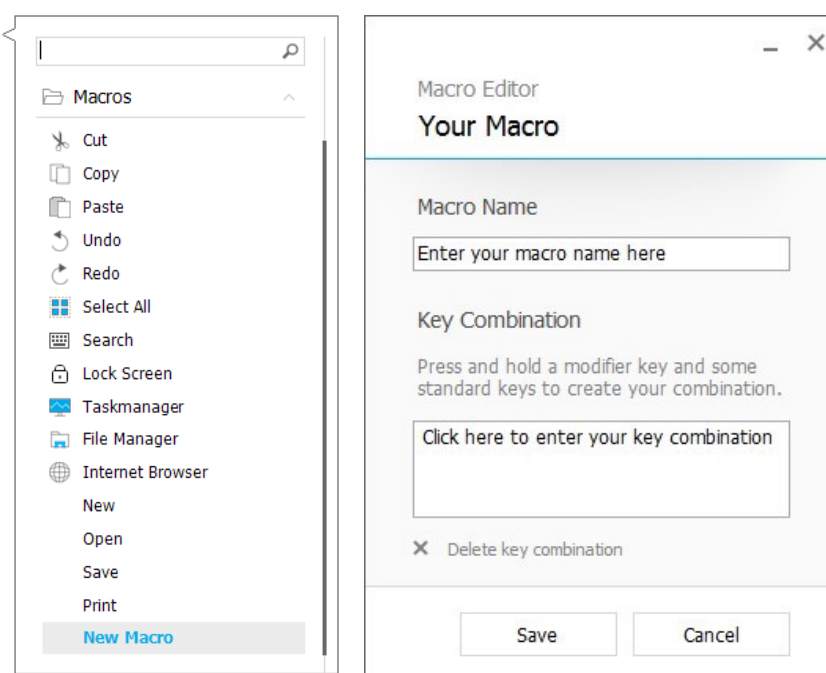 Macros
Cut
Copy
Paste
Undo
Redo
Select All
Search
Lock Screen
Taskmanager
File Manager
Internet Browser
New
Open
Save
Print
New Macro
Macro Editor
Your Macro
Macro Name
Enter your macro name here
Key Combination
Press and hold a modifier key and some
standard keys to create your combination.
Click here to enter your key combination
Delete key combination
Save
Cancel